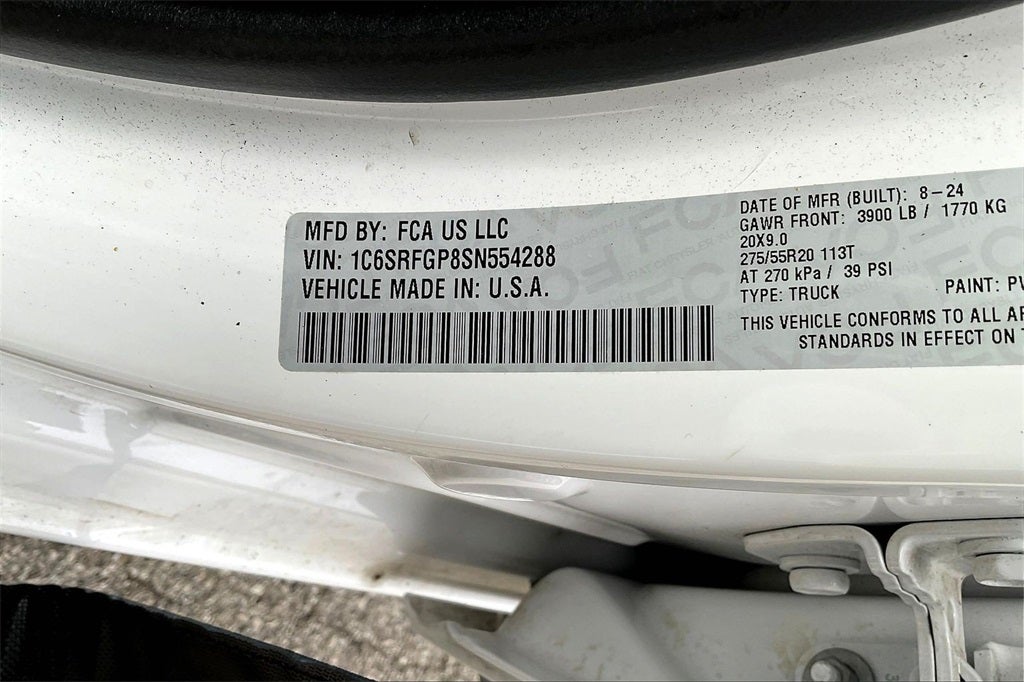 MFD BY: FCA US LLC
VIN: 1C6SRFGP8SN554288
VEHICLE MADE IN: U.S.A.
DATE OF MFR (BUILT): 8-24
GAWR FRONT: 3900 LB / 1770 KG
20X9.0
275/55R20 113T
AT 270 kPa / 39 PSI
TYPE: TRUCK PAINT: PV
THIS VEHICLE CONFORMS TO ALL AP
STANDARDS IN EFFECT ON T